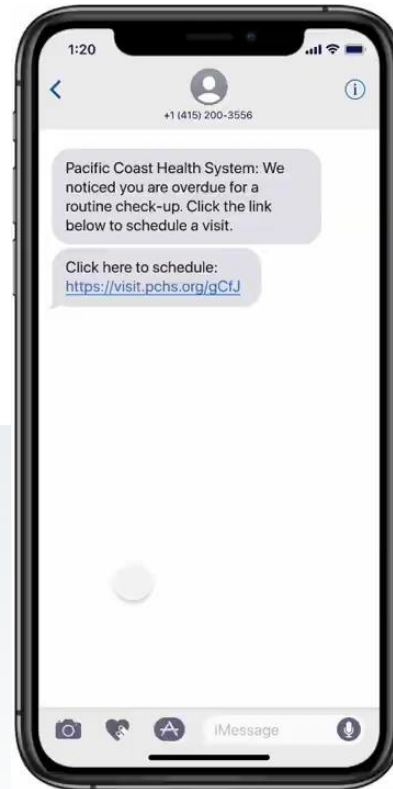 1:20
+1 (415) 200-3556
Pacific Coast Health System: We
noticed you are overdue for a
routine check-up. Click the link
below to schedule a visit.
Click here to schedule:
https://visit.pchs.org/gCfJ
iMessage